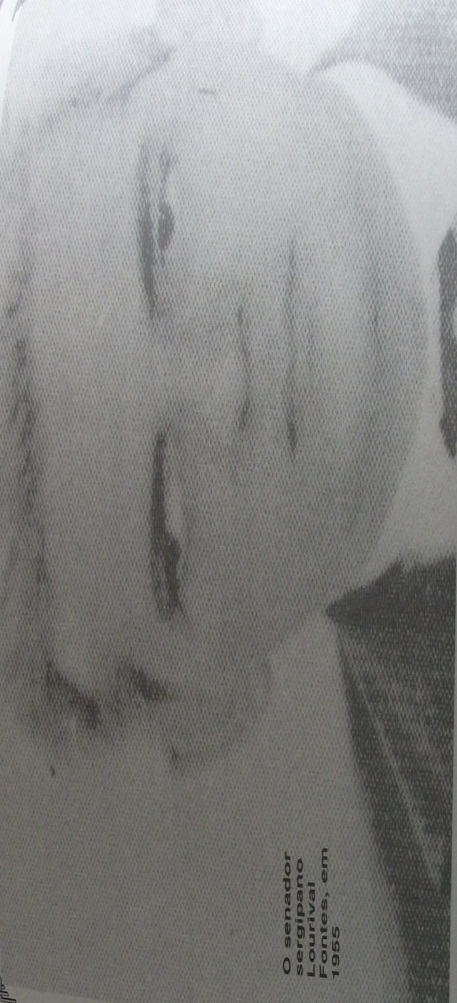 O senador
sergipano
Lourival
Fontes, em
1955